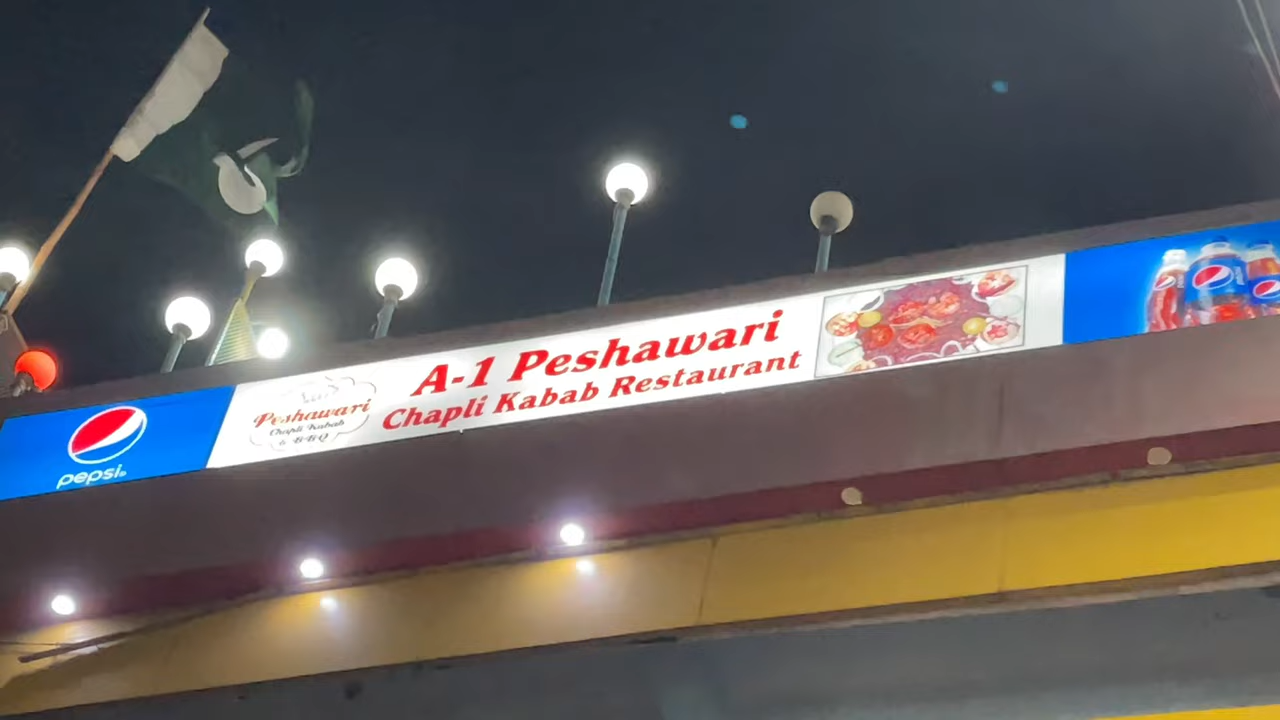 pepsi
Peshawari
Chapli Kabab
& BBQ
A-1 Peshawari
Chapli Kabab Restaurant